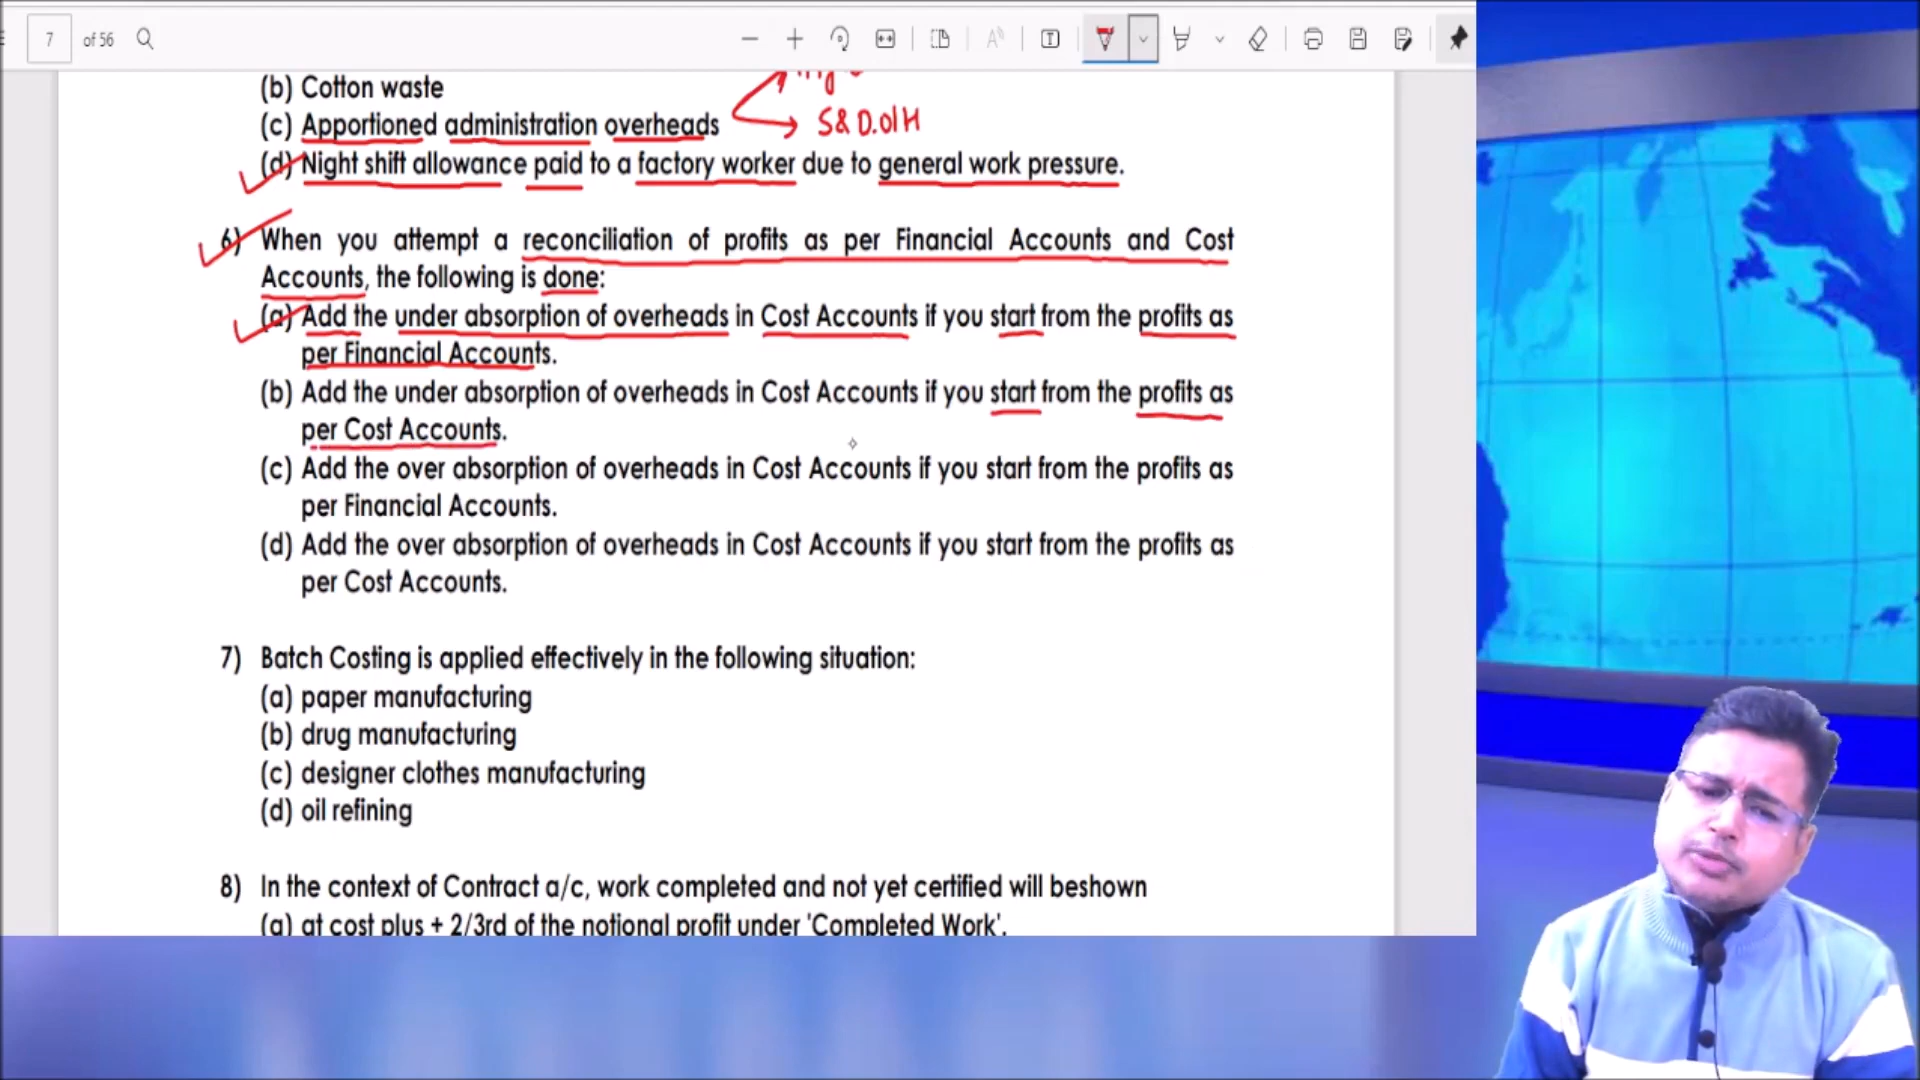 7 of 56
(b) Cotton waste
(c) Apportioned administration overheads
S&D.O/H
(d) Night shift allowance paid to a factory worker due to general work pressure.
6) When you attempt a reconciliation of profits as per Financial Accounts and Cost
Accounts, the following is done:
(a) Add the under absorption of overheads in Cost Accounts if you start from the profits as
per Financial Accounts.
(b) Add the under absorption of overheads in Cost Accounts if you start from the profits as
per Cost Accounts.
(c) Add the over absorption of overheads in Cost Accounts if you start from the profits as
per Financial Accounts.
(d) Add the over absorption of overheads in Cost Accounts if you start from the profits as
per Cost Accounts.
7) Batch Costing is applied effectively in the following situation:
(a) paper manufacturing
(b) drug manufacturing
(c) designer clothes manufacturing
(d) oil refining
8) In the context of Contract a/c, work completed and not yet certified will beshown
(a) at cost plus + 2/3rd of the notional profit under 'Completed Work'.